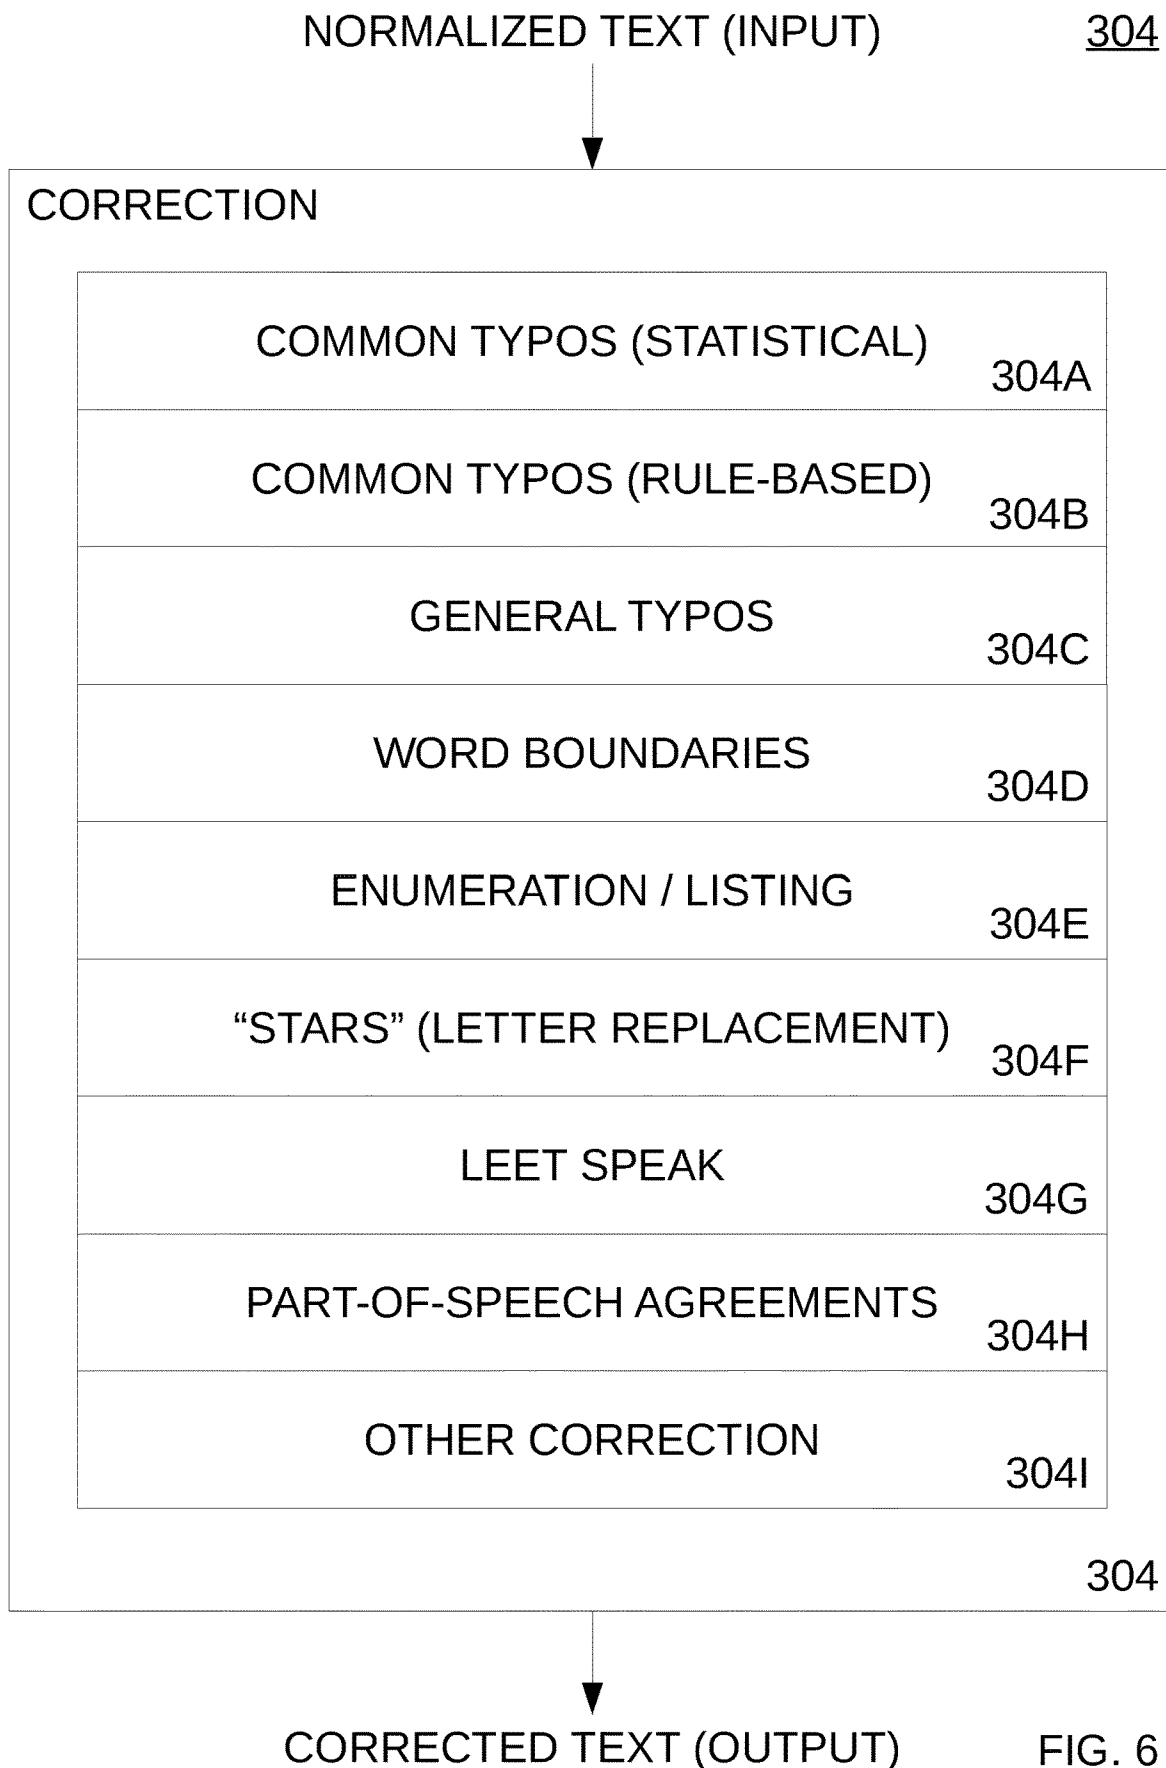 NORMALIZED TEXT (INPUT) 304
CORRECTION
COMMON TYPOS (STATISTICAL)
304A
COMMON TYPOS (RULE-BASED)
304B
GENERAL TYPOS
304C
WORD BOUNDARIES
304D
ENUMERATION / LISTING
304E
“STARS” (LETTER REPLACEMENT)
304F
LEET SPEAK
304G
PART-OF-SPEECH AGREEMENTS
304H
OTHER CORRECTION
304I
304
CORRECTED TEXT (OUTPUT) FIG. 6